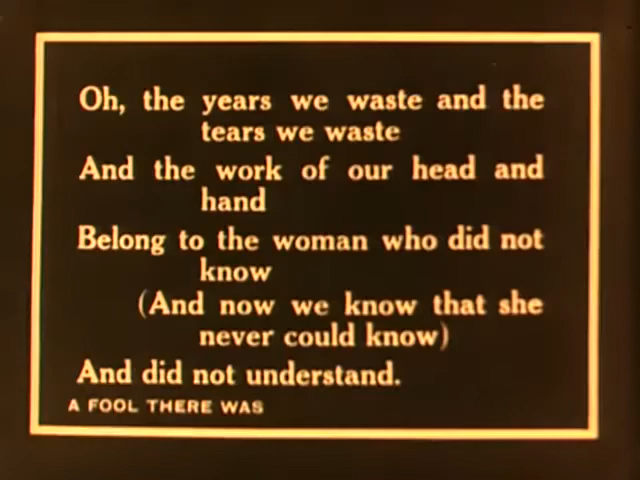 Oh, the years we waste and the
tears we waste
And the work of our head and
hand
Belong to the woman who did not
know
(And now we know that she
never could know)
And did not understand.
A FOOL THERE WAS